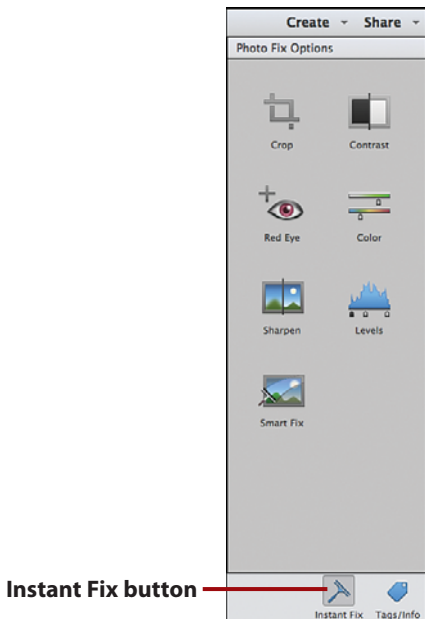 Create Share
Photo Fix Options
Crop Contrast
Red Eye Color
Sharpen Levels
Smart Fix
Instant Fix button
Instant Fix Tags/Info